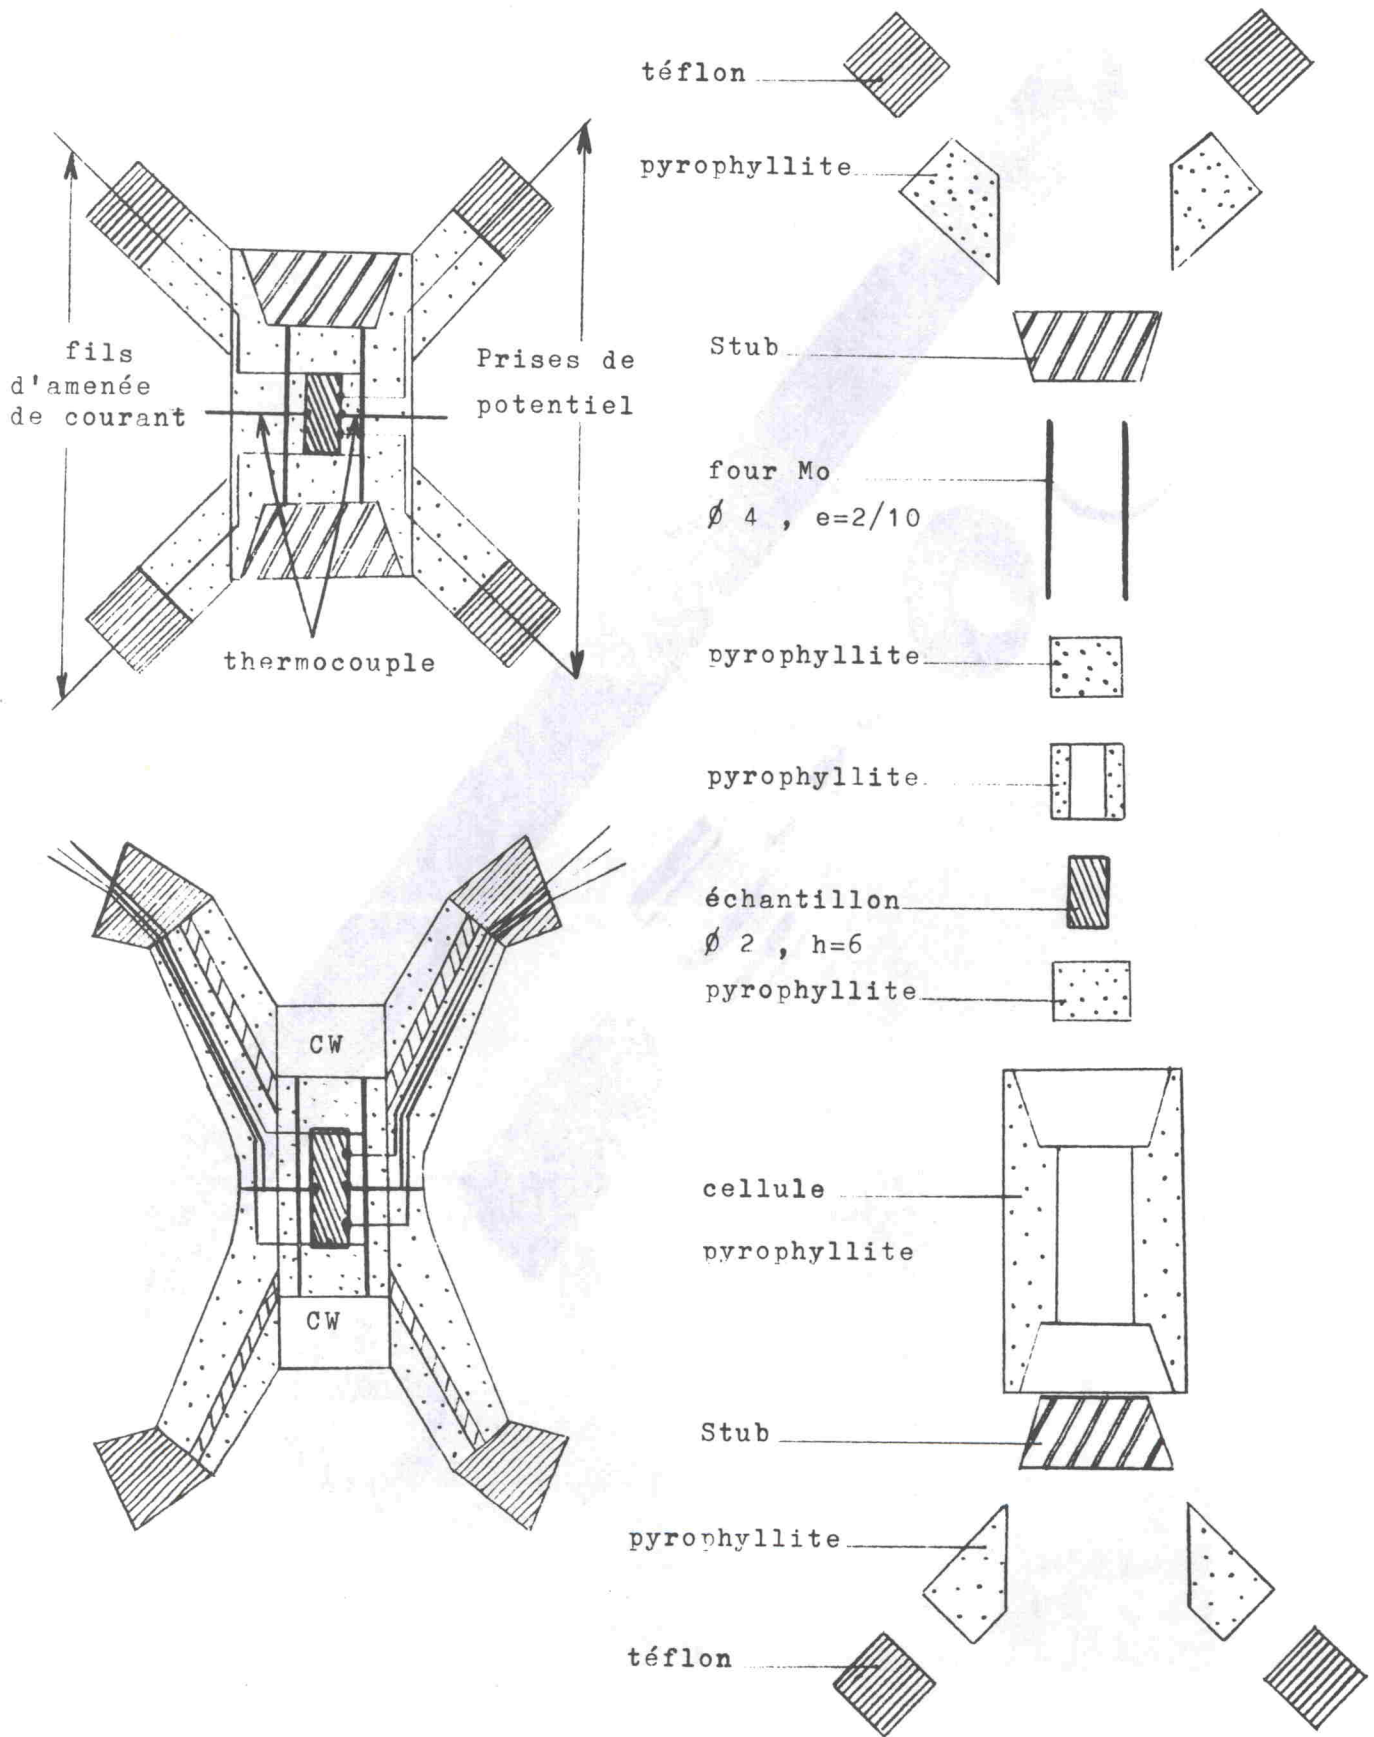 téflon
pyrophyllite
fils
d'amenée
de courant
Prises de
potentiel
thermocouple
Stub
four Mo
Ø 4 , e=2/10
pyrophyllite
pyrophyllite
échantillon
Ø 2 , h=6
pyrophyllite
CW
CW
cellule
pyrophyllite
Stub
pyrophyllite
téflon